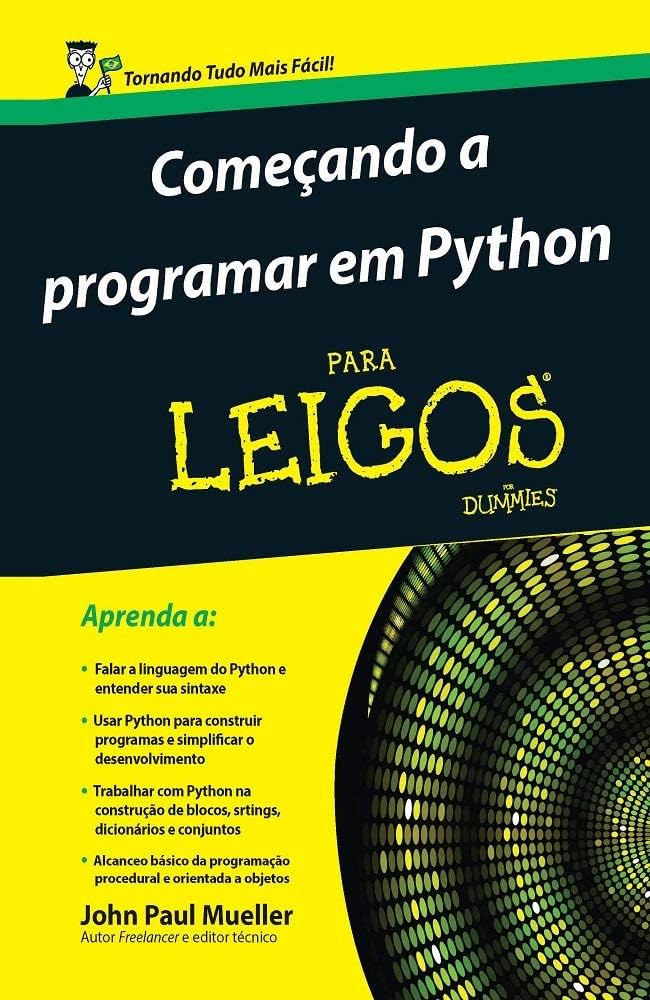 Tornando Tudo Mais Fácil!
Começando a
programar em Python
PARA
LEIGOS®
FOR
DUMMIES
Aprenda a:
• Falar a linguagem do Python e
entender sua sintaxe
• Usar Python para construir
programas e simplificar o
desenvolvimento
• Trabalhar com Python na
construção de blocos, srtings,
dicionários e conjuntos
• Alcanceo básico da programação
procedural e orientada a objetos
John Paul Mueller
Autor Freelancer e editor técnico